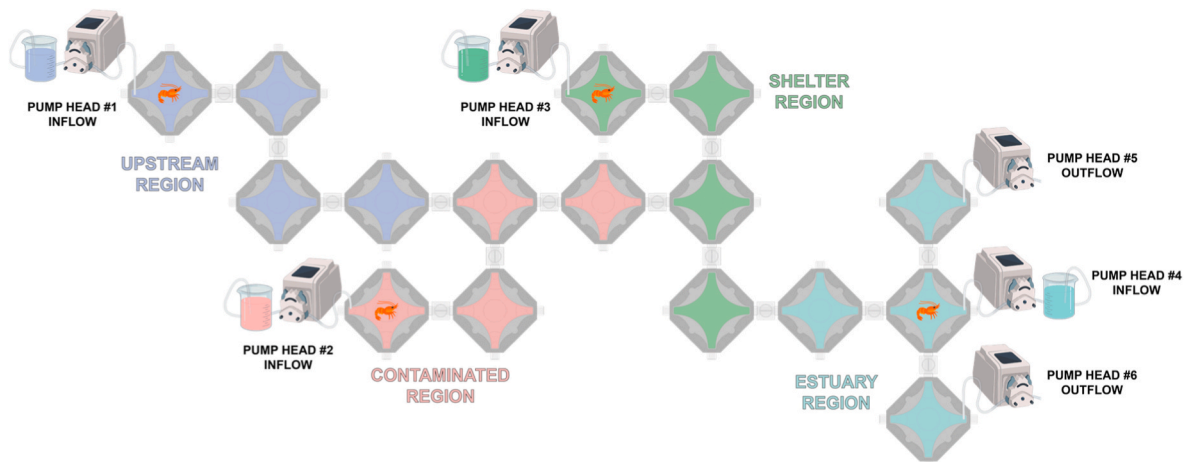 PUMP HEAD #1
INFLOW
UPSTREAM
REGION
PUMP HEAD #3
INFLOW
SHELTER
REGION
PUMP HEAD #5
OUTFLOW
PUMP HEAD #2
INFLOW
CONTAMINATED
REGION
PUMP HEAD #4
INFLOW
ESTUARY
REGION
PUMP HEAD #6
OUTFLOW